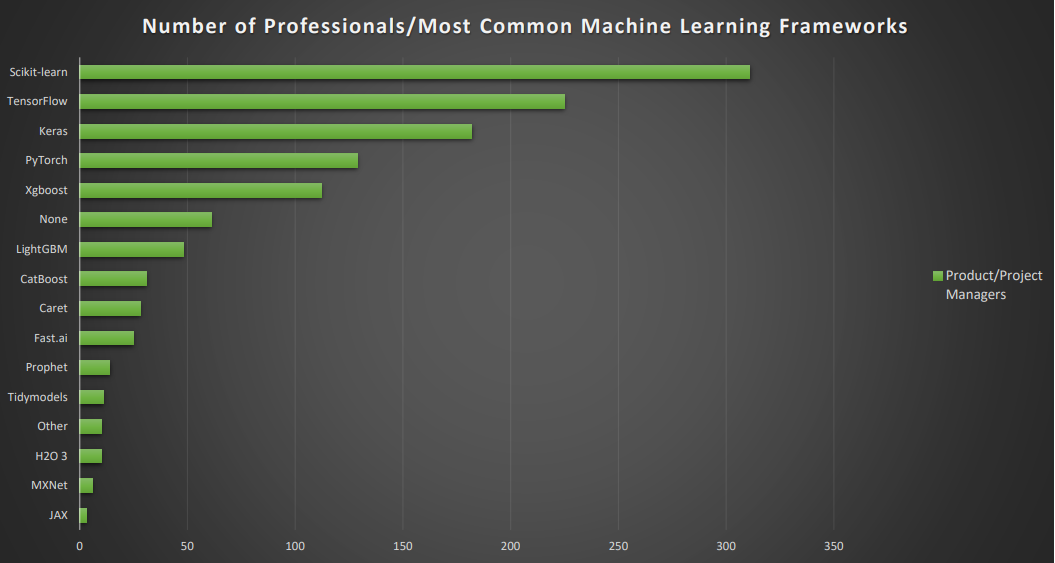 Number of Professionals/Most Common Machine Learning Frameworks
Scikit-learn
TensorFlow
Keras
PyTorch
Xgboost
None
LightGBM
CatBoost
Caret
Fast.ai
Prophet
Tidymodels
Other
H2O 3
MXNet
JAX
0 50 100 150 200 250 300 350
Product/Project
Managers